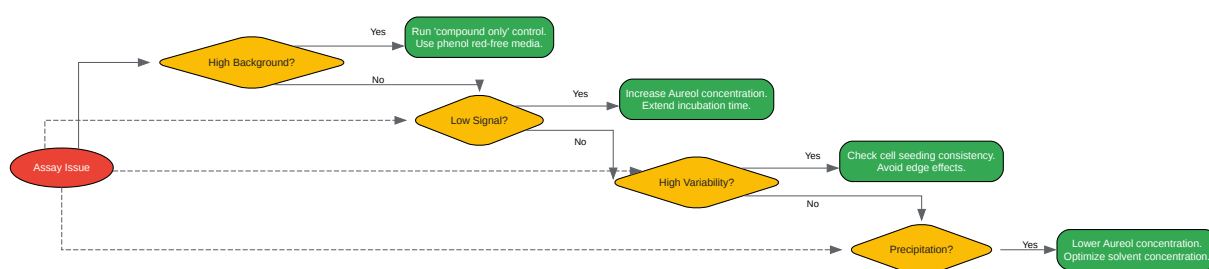 Yes
Run 'compound only' control.
Use phenol red-free media.
High Background?
No
Yes
Increase Aureol concentration.
Extend incubation time.
Low Signal?
No
Yes
Check cell seeding consistency.
Avoid edge effects.
Assay Issue
High Variability?
No
Yes
Lower Aureol concentration.
Optimize solvent concentration.
Precipitation?